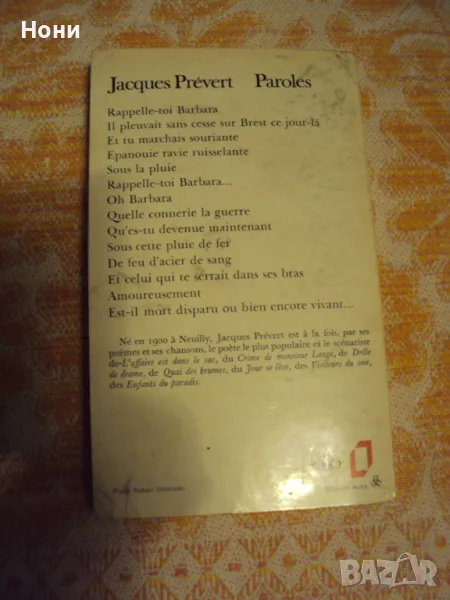 Нони
Jacques Prévert Paroles
Rappelle-toi Barbara
Il pleuvait sans cesse sur Brest ce jour-là
Et tu marchais souriante
Epanouie ravie ruisselante
Sous la pluie
Rappelle-toi Barbara...
Oh Barbara
Quelle connerie la guerre
Qu'es-tu devenue maintenant
Sous cette pluie de fer
De feu d'acier de sang
Et celui qui te serrait dans ses bras
Amoureusement
Est-il mort disparu ou bien encore vivant...
Né en 1900 à Neuilly, Jacques Prévert est à la fois, par ses
poèmes et ses chansons, le poète le plus populaire et le scénariste
de L'affaire est dans le sac, du Crime de monsieur Lange, de Drôle
de drame, de Quai des brumes, du Jour se lève, des Visiteurs du soir,
des Enfants du paradis.
Photo Robert Doisneau
BAZAR